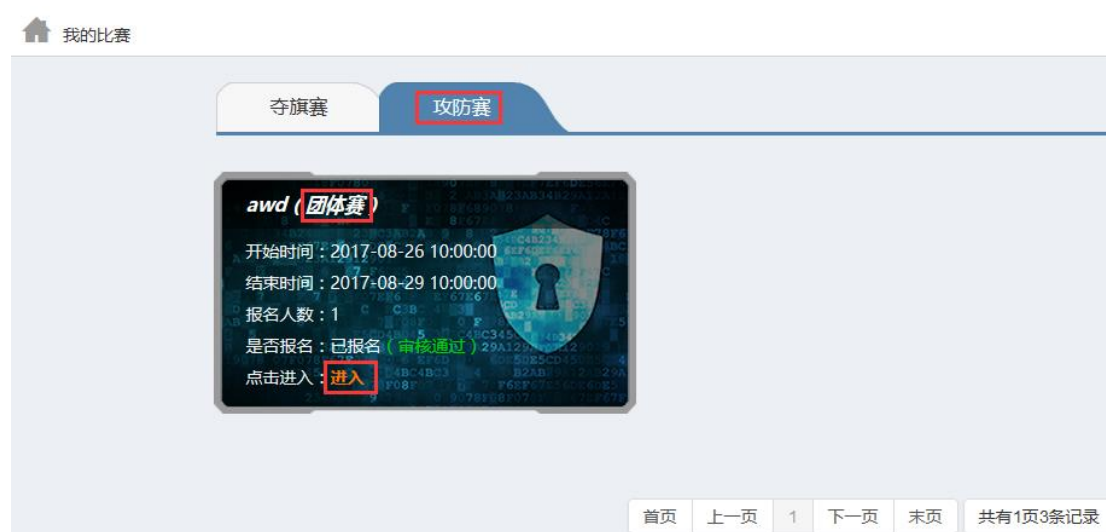 我的比赛
夺旗赛 攻防赛
awd ( 团体赛 )
开始时间：2017-08-26 10:00:00
结束时间：2017-08-29 10:00:00
报名人数：1
是否报名：已报名 ( 审核通过 )
点击进入：进入
首页 上一页 1 下一页 末页 共有1页3条记录